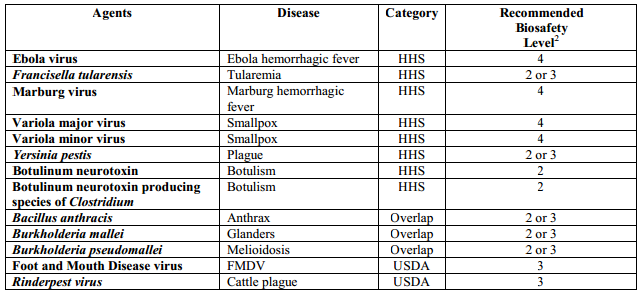 Agents Disease Category Recommended
Biosafety
Level2
Ebola virus Ebola hemorrhagic fever HHS 4
Francisella tularensis Tularemia HHS 2 or 3
Marburg virus Marburg hemorrhagic HHS 4
fever
Variola major virus Smallpox HHS 4
Variola minor virus Smallpox HHS 4
Yersinia pestis Plague HHS 2 or 3
Botulinum neurotoxin Botulism HHS 2
Botulinum neurotoxin producing Botulism HHS 2
species of Clostridium
Bacillus anthracis Anthrax Overlap 2 or 3
Burkholderia mallei Glanders Overlap 2 or 3
Burkholderia pseudomallei Melioidosis Overlap 2 or 3
Foot and Mouth Disease virus FMDV USDA 3
Rinderpest virus Cattle plague USDA 3